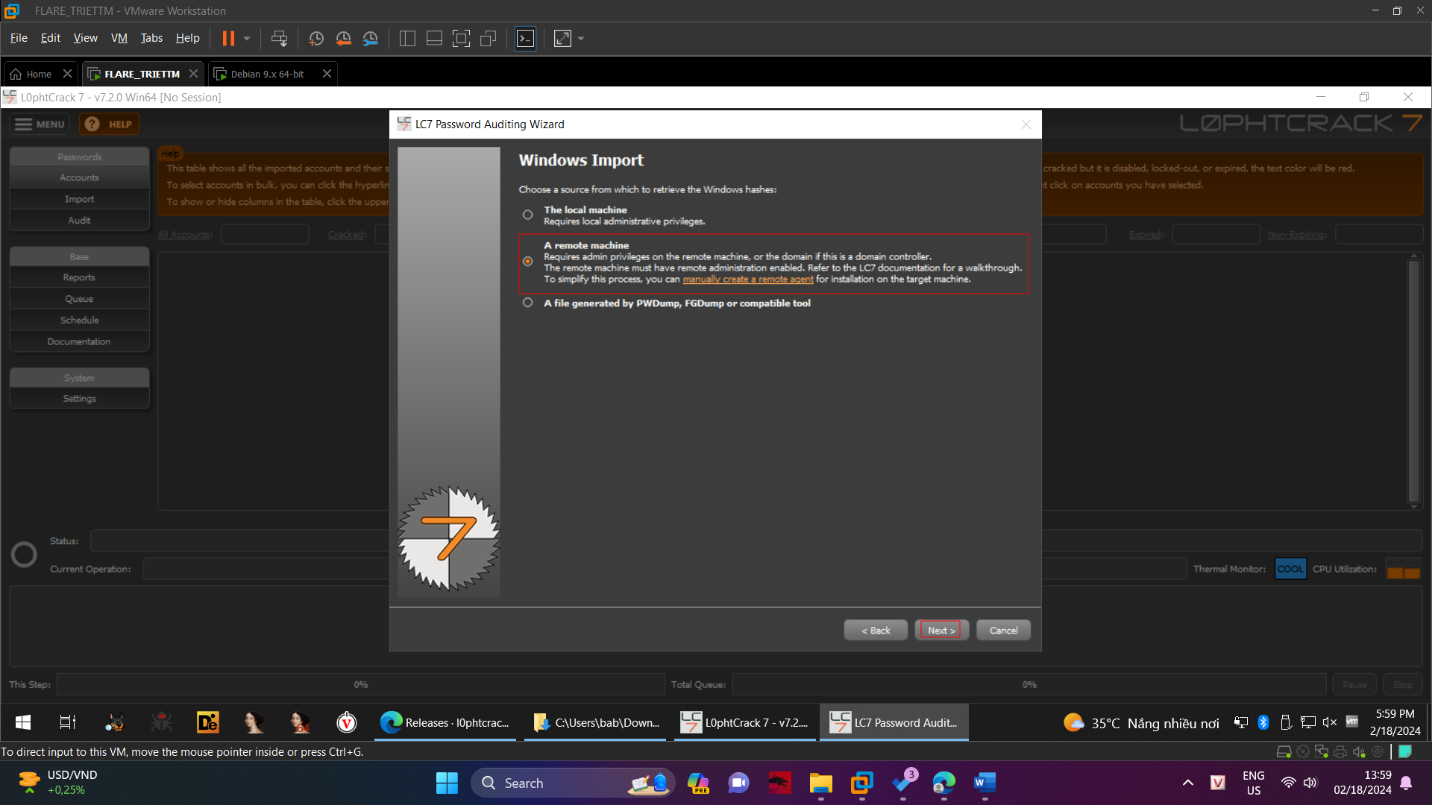 FLARE_TRIETTM - VMware Workstation
File Edit View VM Tabs Help
Home FLARE_TRIETTM Debian 9.x 64-bit
L0phtCrack 7 - v7.2.0 Win64 [No Session]
MENU ? HELP
L0PHTCRACK 7
LC7 Password Auditing Wizard
Passwords
Accounts
Import
Audit
Base
Reports
Queue
Schedule
Documentation
System
Settings
Help
This table shows all the imported accounts and their s
cracked but it is disabled, locked-out, or expired, the text color will be red.
To select accounts in bulk, you can click the hyperlin
t click on accounts you have selected.
To show or hide columns in the table, click the upper
All Accounts: Cracked: Expired: Non-Expiring:
Windows Import
Choose a source from which to retrieve the Windows hashes:
The local machine
Requires local administrative privileges.
A remote machine
Requires admin privileges on the remote machine, or the domain if this is a domain controller.
The remote machine must have remote administration enabled. Refer to the LC7 documentation for a walkthrough.
To simplify this process, you can manually create a remote agent for installation on the target machine.
A file generated by PWDump, FGDump or compatible tool
7
< Back Next > Cancel
Status:
Current Operation:
Thermal Monitor: COOL CPU Utilization:
This Step: 0% Total Queue: 0% Pause Stop
Releases · l0phtcrac... C:\Users\bab\Down... L0phtCrack 7 - v7.2.... LC7 Password Audit...
35°C Nắng nhiều nơi
5:59 PM
2/18/2024
To direct input to this VM, move the mouse pointer inside or press Ctrl+G.
USD/VND
+0,25%
Search
PRE
3
ENG
US
13:59
02/18/2024